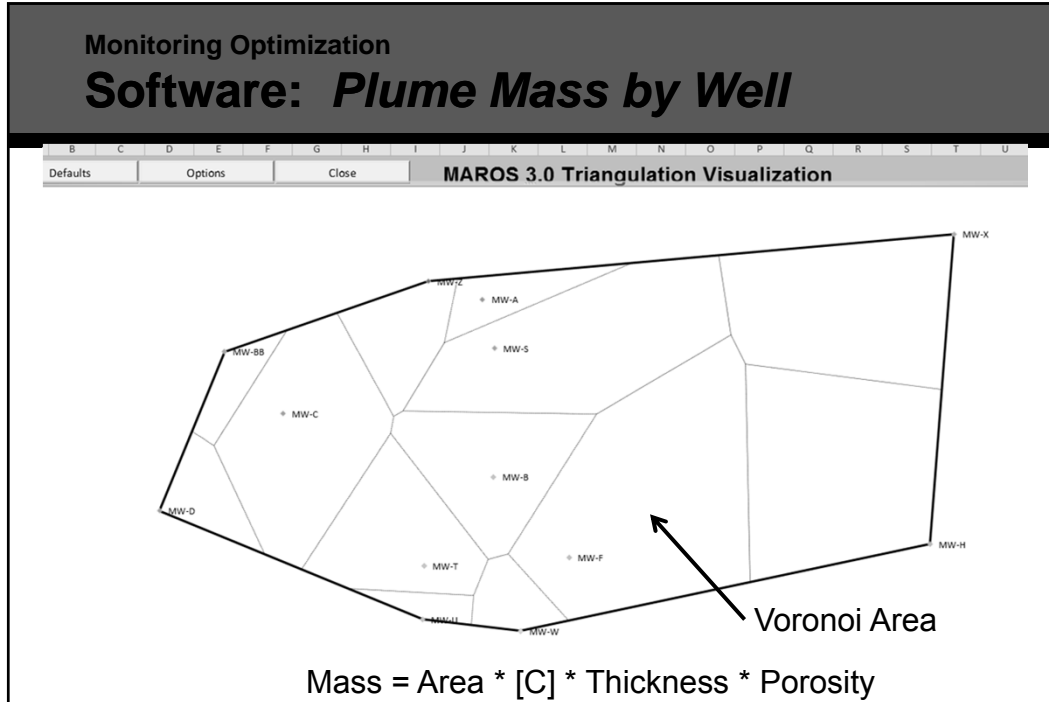 Monitoring Optimization
Software: Plume Mass by Well
B C D E F G H I J K L M N O P Q R S T U
Defaults Options Close MAROS 3.0 Triangulation Visualization
MW-X
MW-Z
MW-A
MW-S
MW-BB
MW-C
MW-B
MW-D
MW-H
MW-F
MW-T
MW-U
MW-W
Voronoi Area
Mass = Area * [C] * Thickness * Porosity